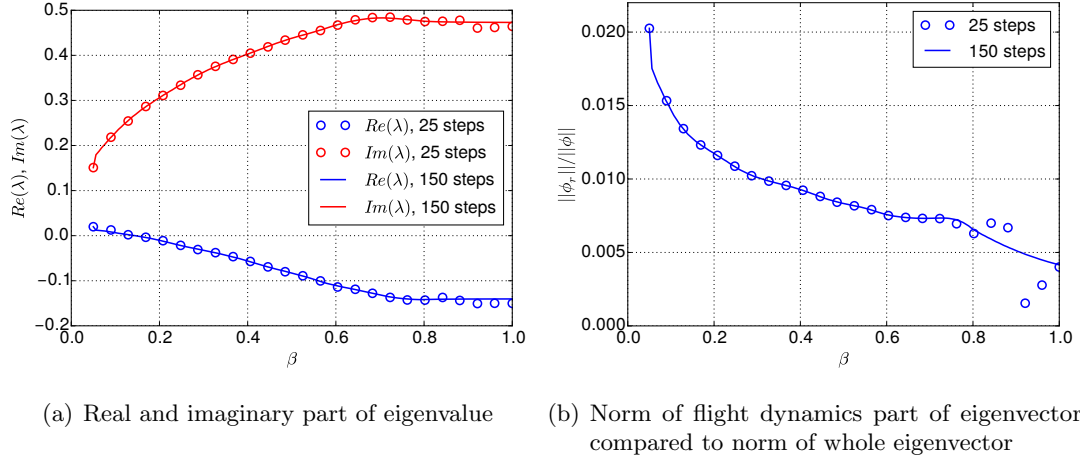 0.5
0.4
0.3
0.2
0.1
0.0
−0.1
−0.2
Re(λ), Im(λ)
Re(λ), 25 steps
Im(λ), 25 steps
Re(λ), 150 steps
Im(λ), 150 steps
0.0 0.2 0.4 0.6 0.8 1.0
β
(a) Real and imaginary part of eigenvalue
0.020
0.015
0.010
0.005
0.000
||ϕ_r||/||ϕ||
25 steps
150 steps
0.0 0.2 0.4 0.6 0.8 1.0
β
(b) Norm of flight dynamics part of eigenvector
compared to norm of whole eigenvector